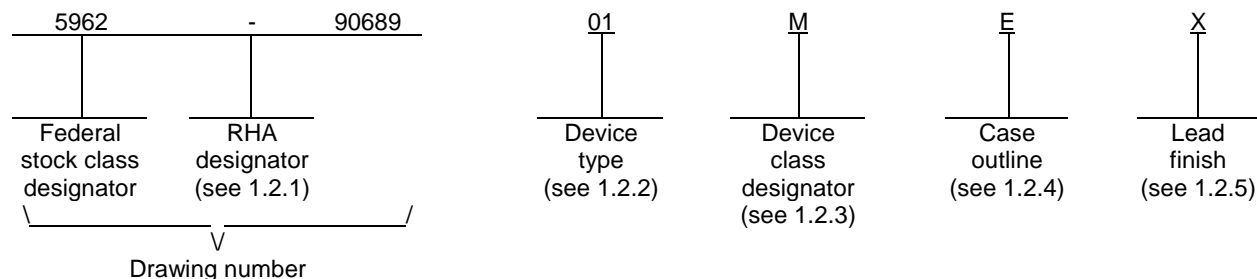 5962 - 90689 01 M E X
Federal stock class designator
RHA designator (see 1.2.1)
Device type (see 1.2.2)
Device class designator (see 1.2.3)
Case outline (see 1.2.4)
Lead finish (see 1.2.5)
Drawing number